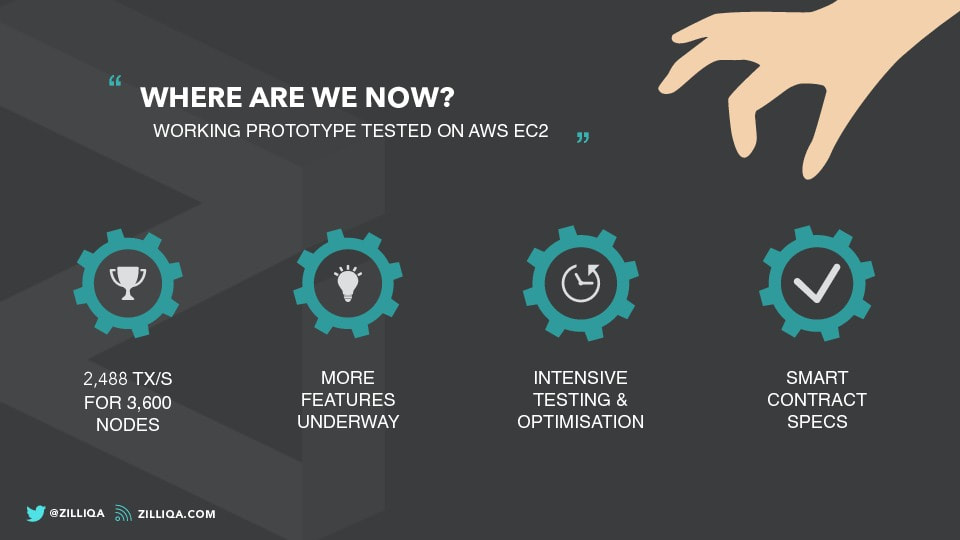 “
WHERE ARE WE NOW?
WORKING PROTOTYPE TESTED ON AWS EC2
”
2,488 TX/S
FOR 3,600
NODES
MORE
FEATURES
UNDERWAY
INTENSIVE
TESTING &
OPTIMISATION
SMART
CONTRACT
SPECS
@ZILLIQA
ZILLIQA.COM